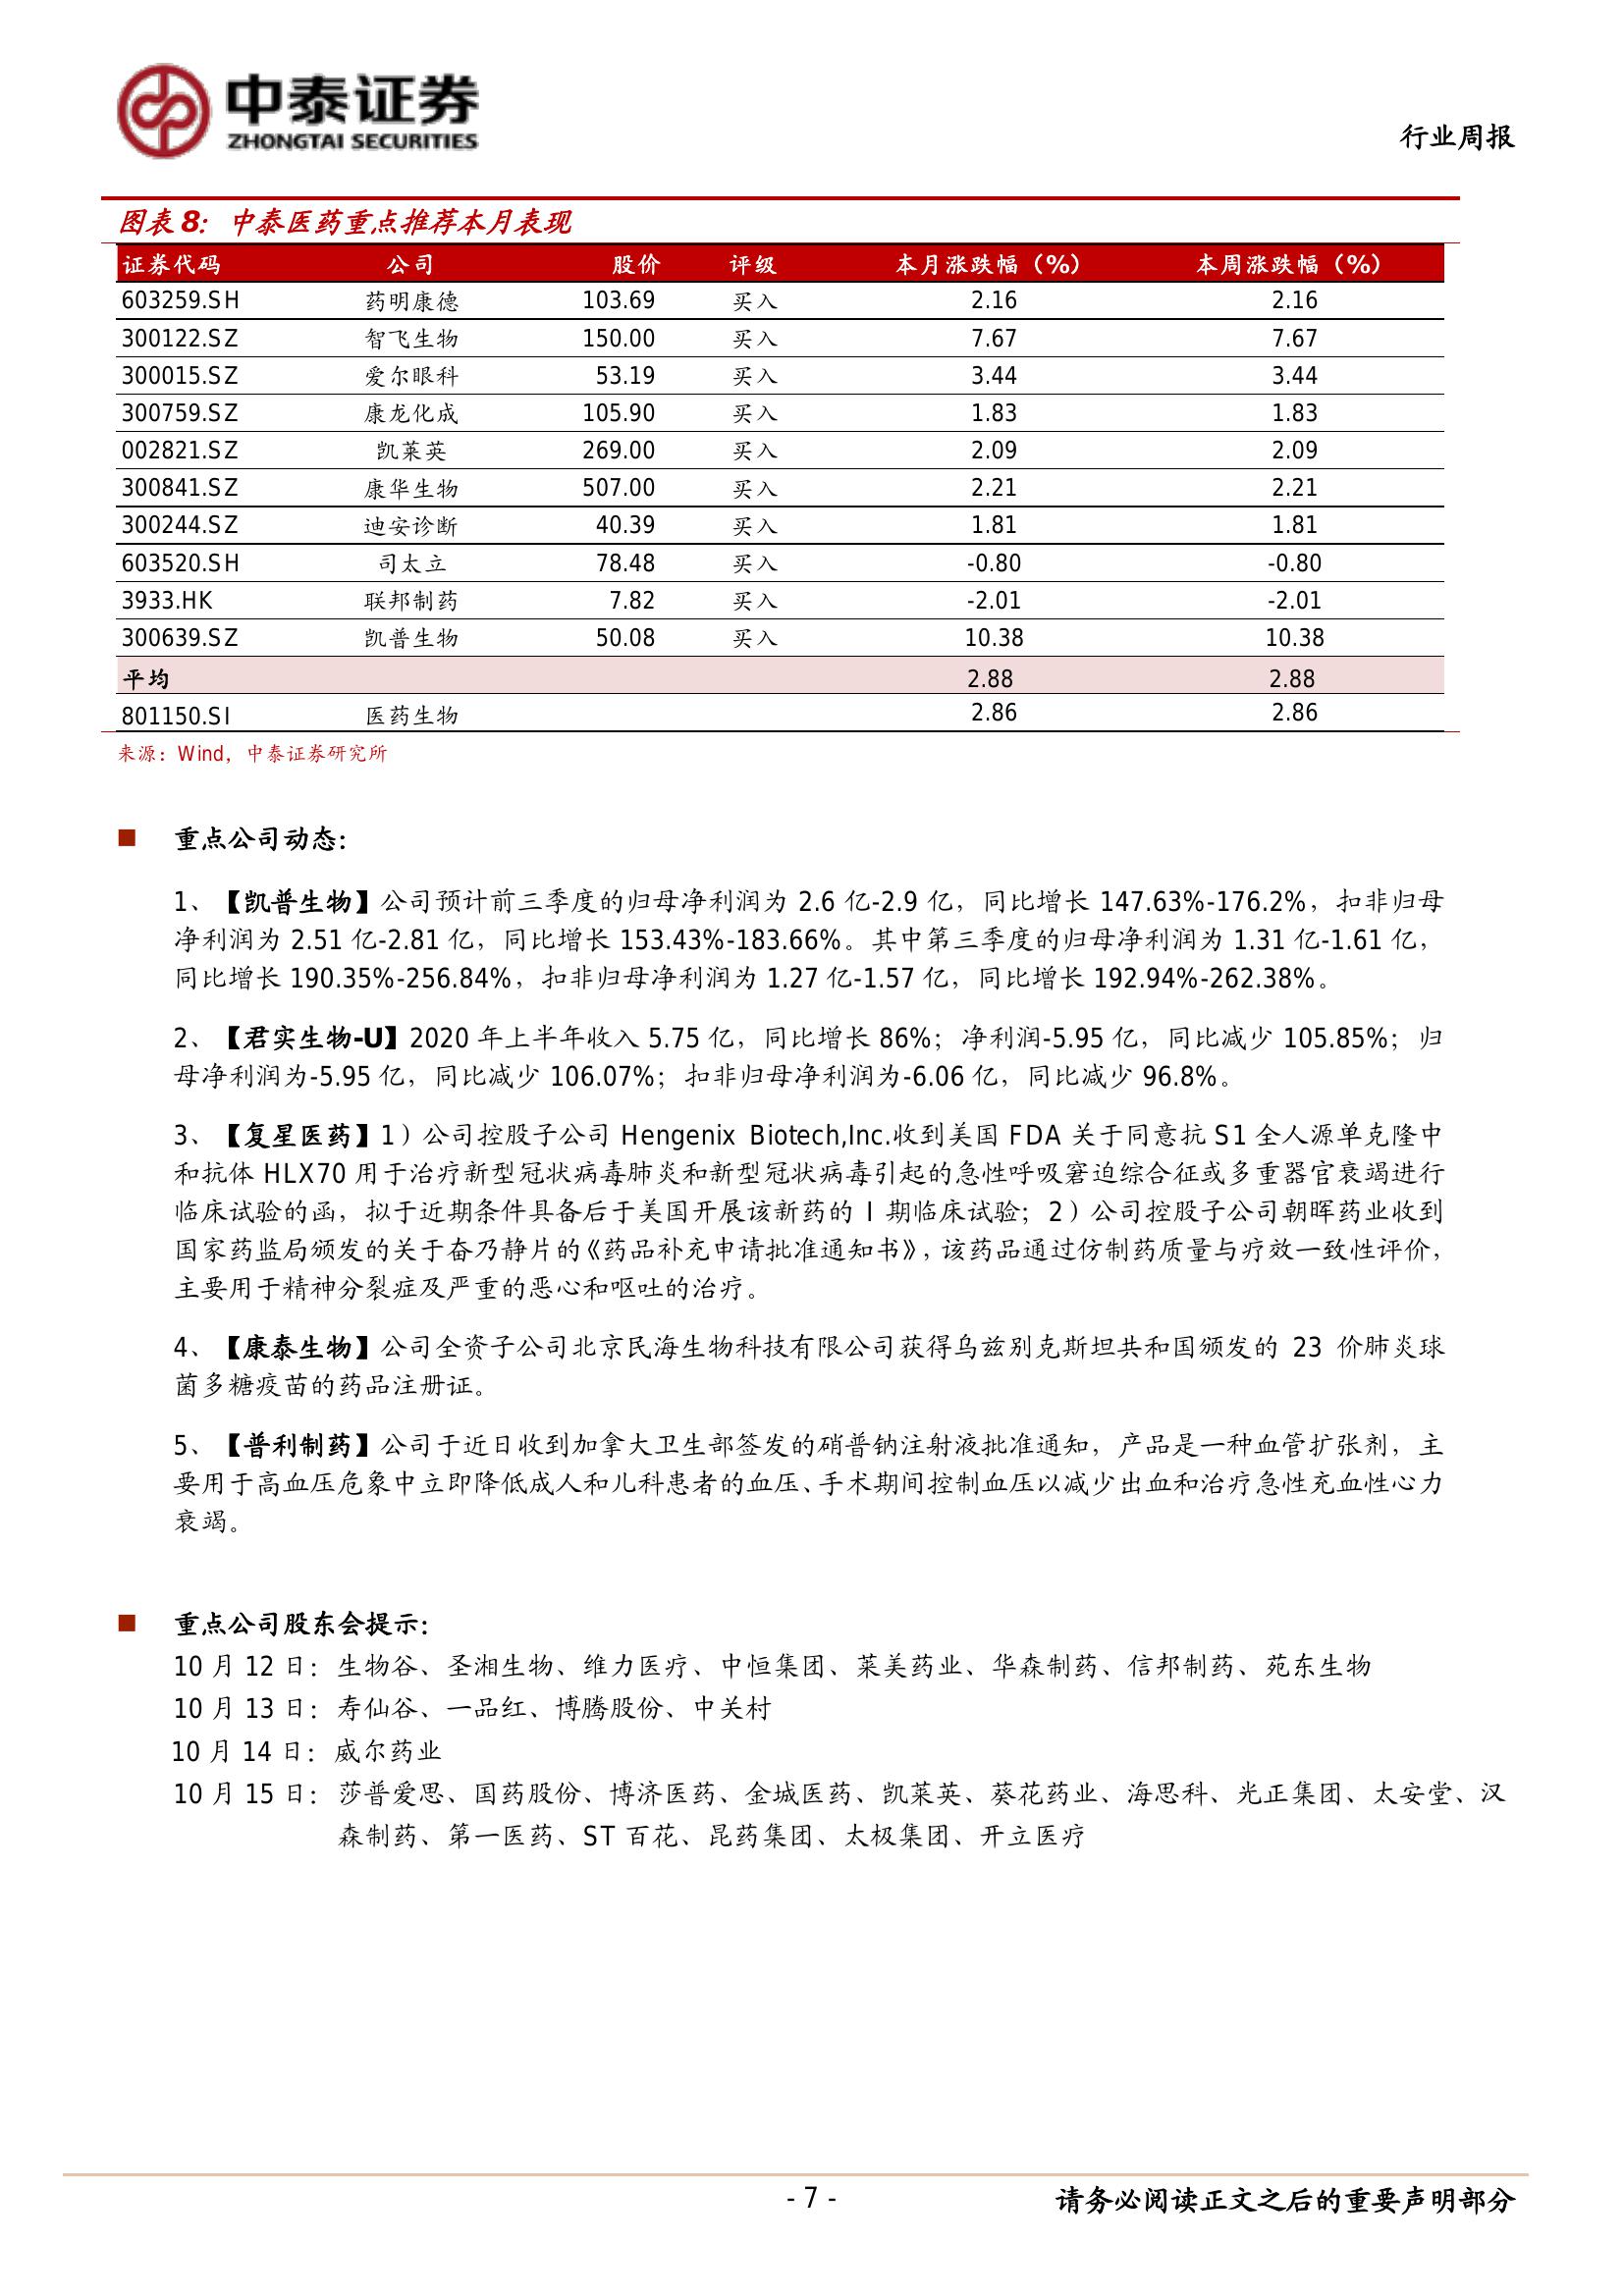 中泰证券
ZHONGTAI SECURITIES
行业周报
图表 8：中泰医药重点推荐本月表现
证券代码 公司 股价 评级 本月涨跌幅（%） 本周涨跌幅（%）
603259.SH 药明康德 103.69 买入 2.16 2.16
300122.SZ 智飞生物 150.00 买入 7.67 7.67
300015.SZ 爱尔眼科 53.19 买入 3.44 3.44
300759.SZ 康龙化成 105.90 买入 1.83 1.83
002821.SZ 凯莱英 269.00 买入 2.09 2.09
300841.SZ 康华生物 507.00 买入 2.21 2.21
300244.SZ 迪安诊断 40.39 买入 1.81 1.81
603520.SH 司太立 78.48 买入 -0.80 -0.80
3933.HK 联邦制药 7.82 买入 -2.01 -2.01
300639.SZ 凯普生物 50.08 买入 10.38 10.38
平均 2.88 2.88
801150.SI 医药生物 2.86 2.86
来源：Wind，中泰证券研究所
■ 重点公司动态：
1、【凯普生物】公司预计前三季度的归母净利润为 2.6 亿-2.9 亿，同比增长 147.63%-176.2%，扣非归母
净利润为 2.51 亿-2.81 亿，同比增长 153.43%-183.66%。其中第三季度的归母净利润为 1.31 亿-1.61 亿，
同比增长 190.35%-256.84%，扣非归母净利润为 1.27 亿-1.57 亿，同比增长 192.94%-262.38%。
2、【君实生物-U】2020 年上半年收入 5.75 亿，同比增长 86%；净利润-5.95 亿，同比减少 105.85%；归
母净利润为-5.95 亿，同比减少 106.07%；扣非归母净利润为-6.06 亿，同比减少 96.8%。
3、【复星医药】1）公司控股子公司 Hengenix Biotech,Inc.收到美国 FDA 关于同意抗 S1 全人源单克隆中
和抗体 HLX70 用于治疗新型冠状病毒肺炎和新型冠状病毒引起的急性呼吸窘迫综合征或多重器官衰竭进行
临床试验的函，拟于近期条件具备后于美国开展该新药的 I 期临床试验；2）公司控股子公司朝晖药业收到
国家药监局颁发的关于奋乃静片的《药品补充申请批准通知书》，该药品通过仿制药质量与疗效一致性评价，
主要用于精神分裂症及严重的恶心和呕吐的治疗。
4、【康泰生物】公司全资子公司北京民海生物科技有限公司获得乌兹别克斯坦共和国颁发的 23 价肺炎球
菌多糖疫苗的药品注册证。
5、【普利制药】公司于近日收到加拿大卫生部签发的硝普钠注射液批准通知，产品是一种血管扩张剂，主
要用于高血压危象中立即降低成人和儿科患者的血压、手术期间控制血压以减少出血和治疗急性充血性心力
衰竭。
■ 重点公司股东会提示：
10 月 12 日：生物谷、圣湘生物、维力医疗、中恒集团、莱美药业、华森制药、信邦制药、苑东生物
10 月 13 日：寿仙谷、一品红、博腾股份、中关村
10 月 14 日：威尔药业
10 月 15 日：莎普爱思、国药股份、博济医药、金城医药、凯莱英、葵花药业、海思科、光正集团、太安堂、汉
森制药、第一医药、ST 百花、昆药集团、太极集团、开立医疗
- 7 -
请务必阅读正文之后的重要声明部分